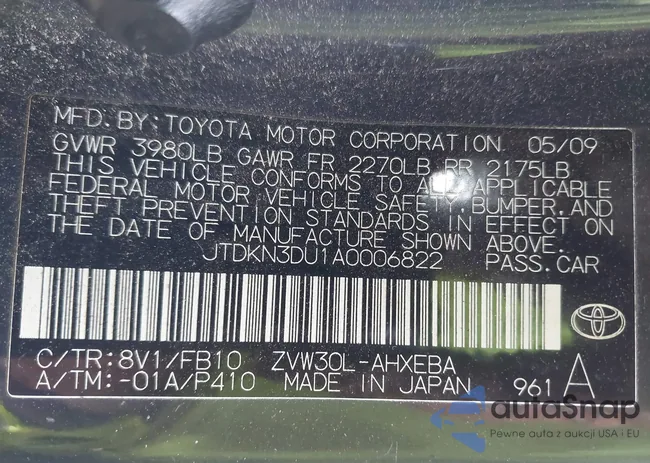 MFD. BY: TOYOTA MOTOR CORPORATION 05/09
GVWR 3980LB GAWR FR 2270LB RR 2175LB
THIS VEHICLE CONFORMS TO ALL APPLICABLE
FEDERAL MOTOR VEHICLE SAFETY, BUMPER, AND
THEFT PREVENTION STANDARDS IN EFFECT ON
THE DATE OF MANUFACTURE SHOWN ABOVE.
JTDKN3DU1A0006822 PASS. CAR
C/TR: 8V1/FB10 ZVW30L-AHXEBA
A/TM: -01A/P410 MADE IN JAPAN 961 A
autaSnap
Pewne auta z aukcji USA i EU